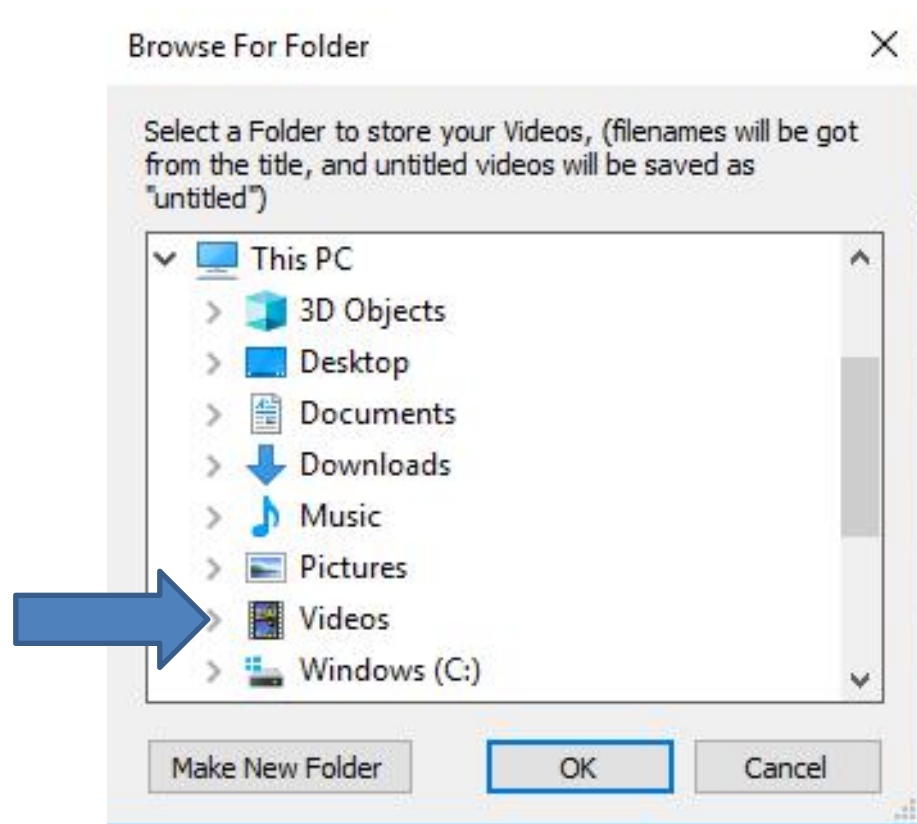 Browse For Folder
Select a Folder to store your Videos, (filenames will be got
from the title, and untitled videos will be saved as
"untitled")
This PC
3D Objects
Desktop
Documents
Downloads
Music
Pictures
Videos
Windows (C:)
Make New Folder OK Cancel